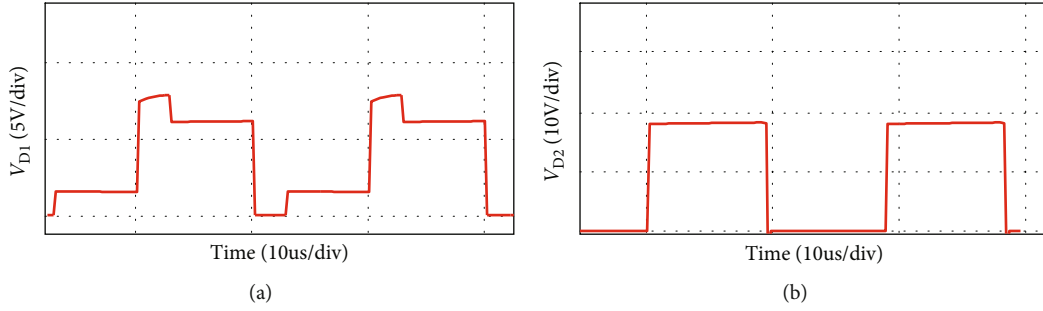 V_D1 (5V/div)
Time (10us/div)
(a)
V_D2 (10V/div)
Time (10us/div)
(b)